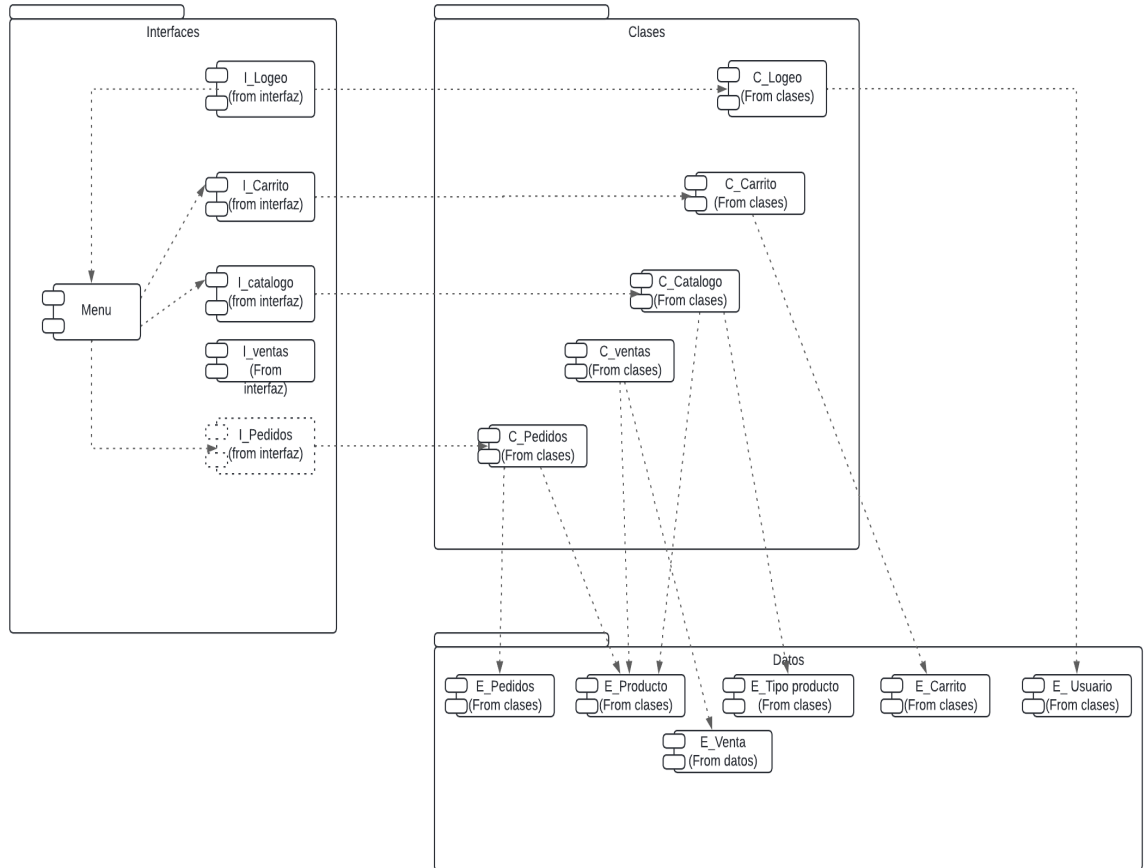 Interfaces
I_Logeo
(from interfaz)
I_Carrito
(from interfaz)
Menu
I_catalogo
(from interfaz)
I_ventas
(From
interfaz)
I_Pedidos
(from interfaz)
Clases
C_Logeo
(From clases)
C_Carrito
(From clases)
C_Catalogo
(From clases)
C_ventas
(From clases)
C_Pedidos
(From clases)
Datos
E_Pedidos
(From clases)
E_Producto
(From clases)
E_Tipo producto
(From clases)
E_Carrito
(From clases)
E_ Usuario
(From clases)
E_Venta
(From datos)